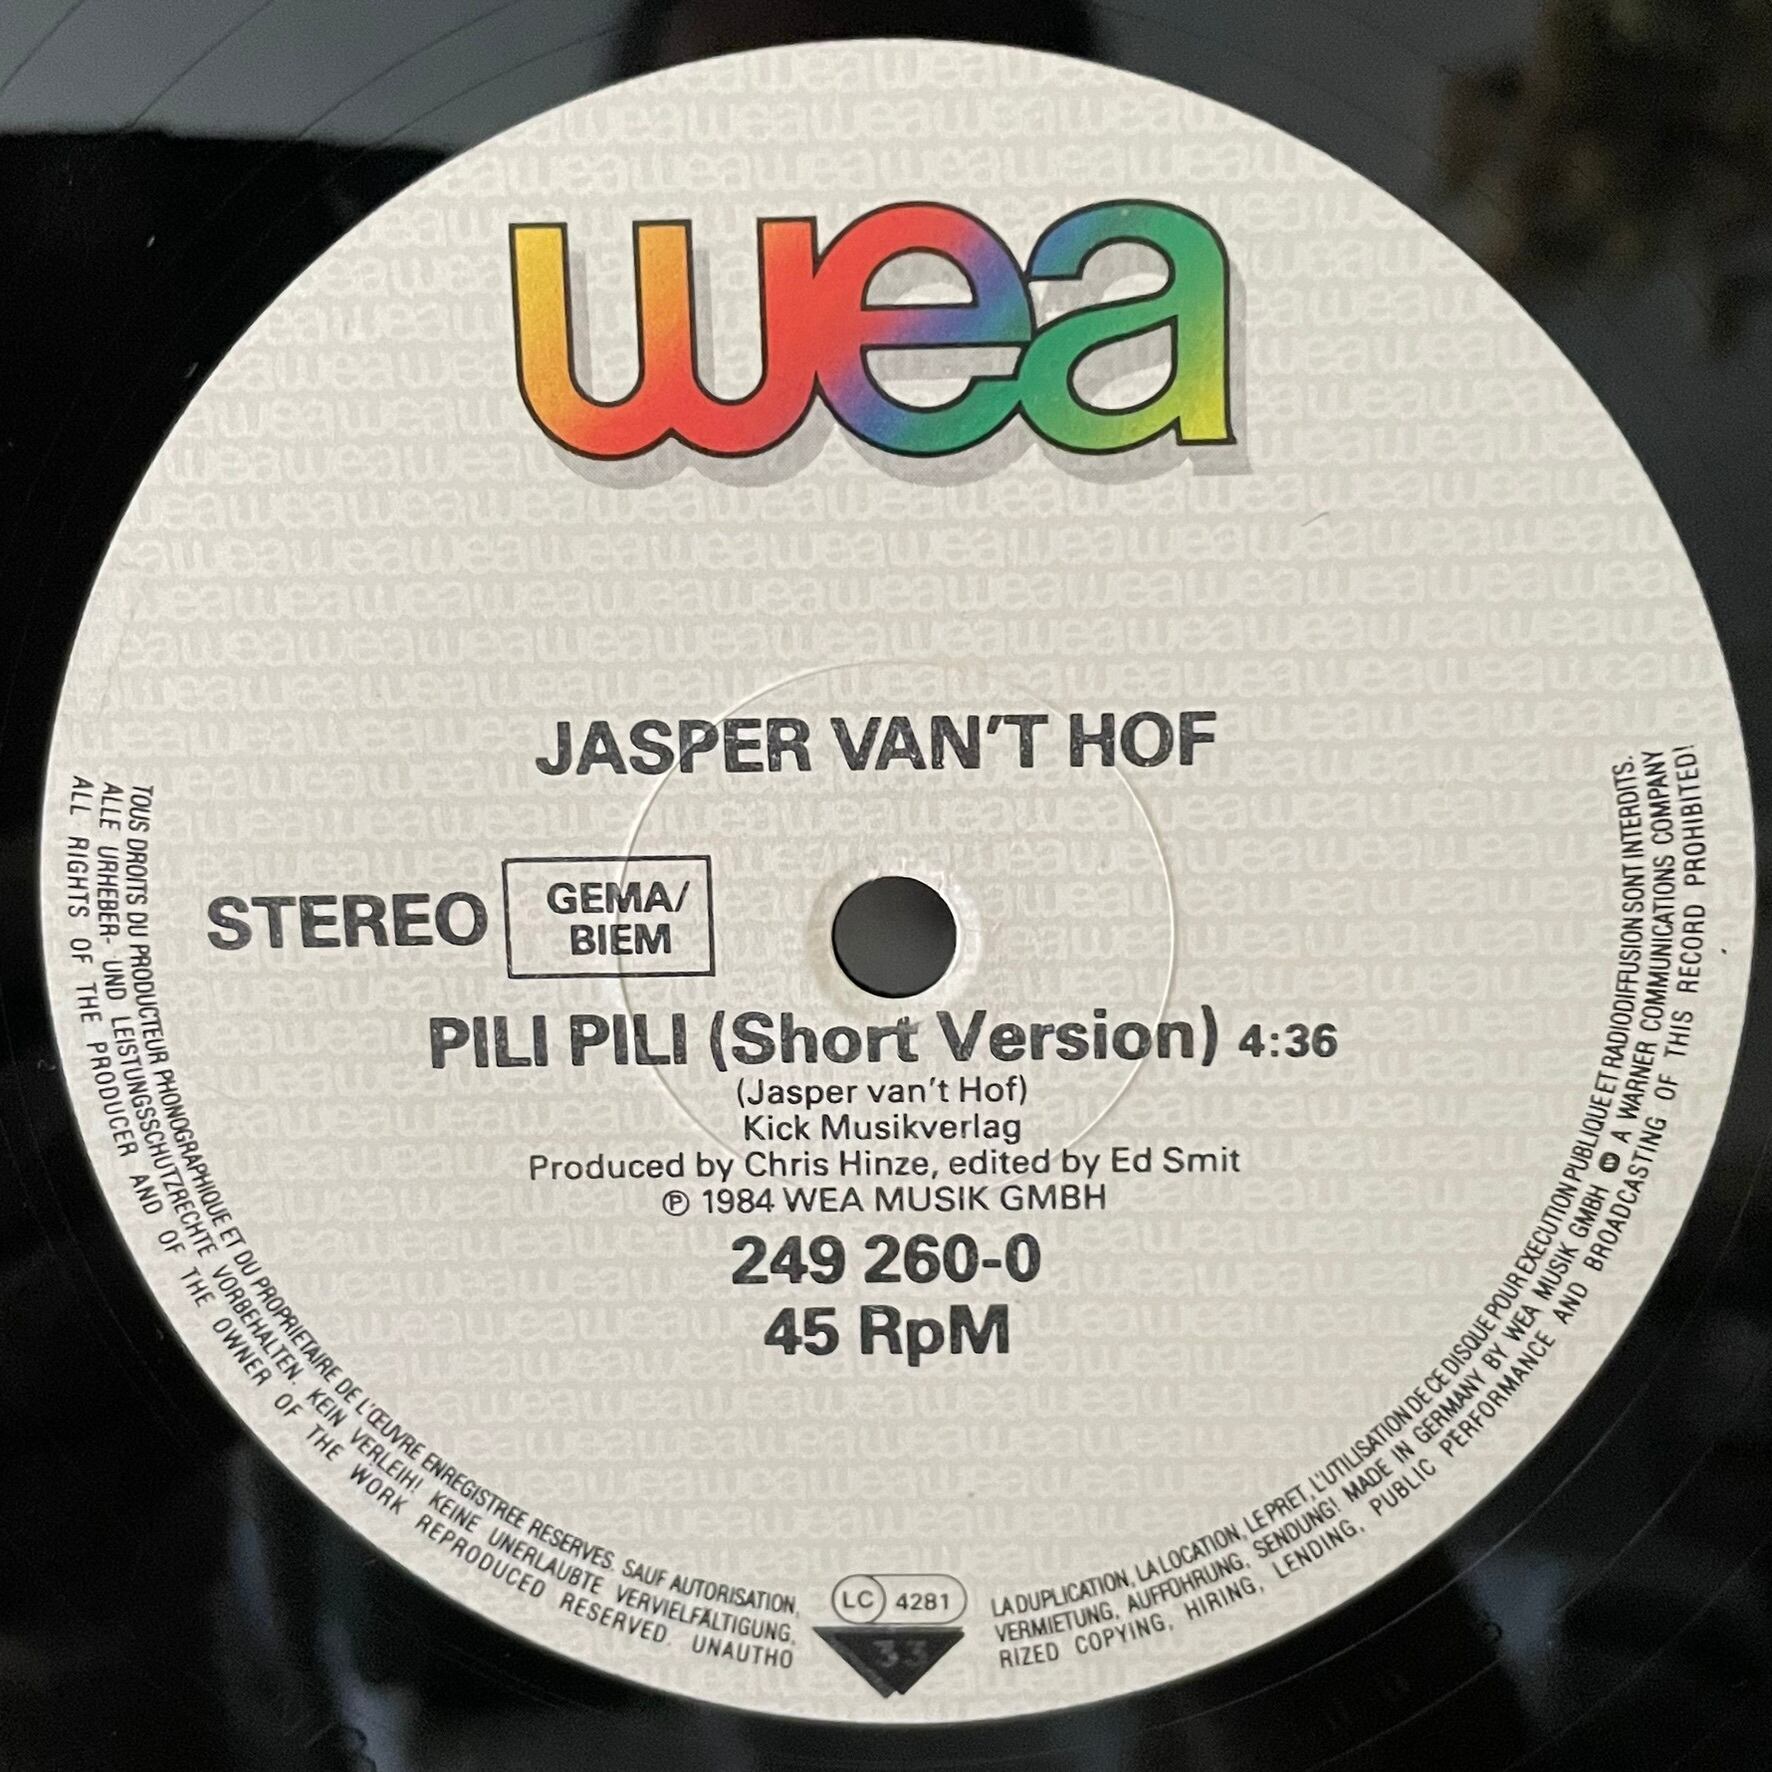 wea
JASPER VAN'T HOF
STEREO
GEMA/
BIEM
PILI PILI (Short Version) 4:36
(Jasper van't Hof)
Kick Musikverlag
Produced by Chris Hinze, edited by Ed Smit
℗ 1984 WEA MUSIK GMBH
249 260-0
45 RpM
TOUS DROITS DU PRODUCTEUR PHONOGRAPHIQUE ET DU PROPRIETAIRE DE L'ŒUVRE ENREGISTREE RESERVES. SAUF AUTORISATION, LA DUPLICATION, LA LOCATION, LE PRET, L'UTILISATION DE CE DISQUE POUR EXECUTION PUBLIQUE ET RADIODIFFUSION SONT INTERDITS.
ALLE URHEBER- UND LEISTUNGSSCHUTZRECHTE VORBEHALTEN. KEIN VERLEIH! KEINE UNERLAUBTE VERVIELFÄLTIGUNG, VERMIETUNG, AUFFÜHRUNG, SENDUNG! MADE IN GERMANY BY WEA MUSIK GMBH A WARNER COMMUNICATIONS COMPANY
ALL RIGHTS OF THE PRODUCER AND OF THE OWNER OF THE WORK REPRODUCED RESERVED. UNAUTHORIZED COPYING, HIRING, LENDING, PUBLIC PERFORMANCE AND BROADCASTING OF THIS RECORD PROHIBITED!
LC 4281
33